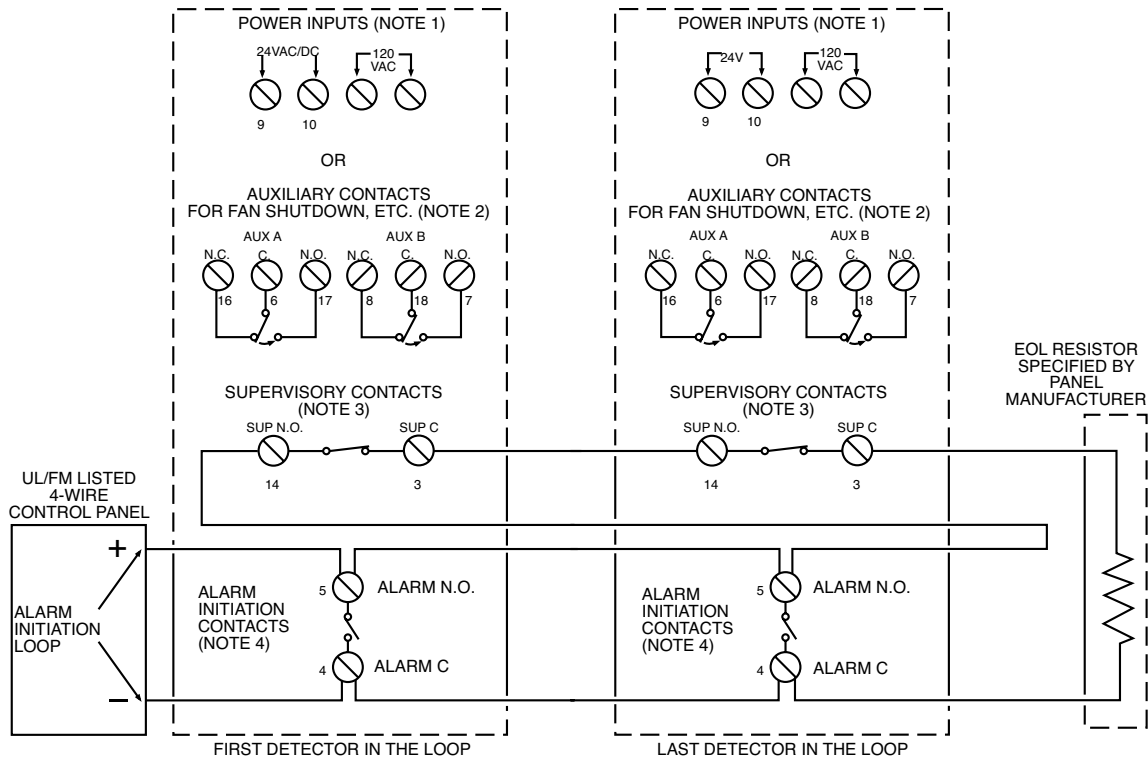 POWER INPUTS (NOTE 1)
24VAC/DC
120
VAC
9
10
OR
AUXILIARY CONTACTS
FOR FAN SHUTDOWN, ETC. (NOTE 2)
AUX A
AUX B
N.C.
C.
N.O.
N.C.
C.
N.O.
16
6
17
8
18
7
SUPERVISORY CONTACTS
(NOTE 3)
SUP N.O.
SUP C
14
3
POWER INPUTS (NOTE 1)
24V
120
VAC
9
10
OR
AUXILIARY CONTACTS
FOR FAN SHUTDOWN, ETC. (NOTE 2)
AUX A
AUX B
N.C.
C.
N.O.
N.C.
C.
N.O.
16
6
17
8
18
7
SUPERVISORY CONTACTS
(NOTE 3)
SUP N.O.
SUP C
14
3
EOL RESISTOR
SPECIFIED BY
PANEL
MANUFACTURER
UL/FM LISTED
4-WIRE
CONTROL PANEL
+
ALARM
INITIATION
LOOP
–
ALARM
INITIATION
CONTACTS
(NOTE 4)
5
ALARM N.O.
4
ALARM C
ALARM
INITIATION
CONTACTS
(NOTE 4)
5
ALARM N.O.
4
ALARM C
FIRST DETECTOR IN THE LOOP
LAST DETECTOR IN THE LOOP